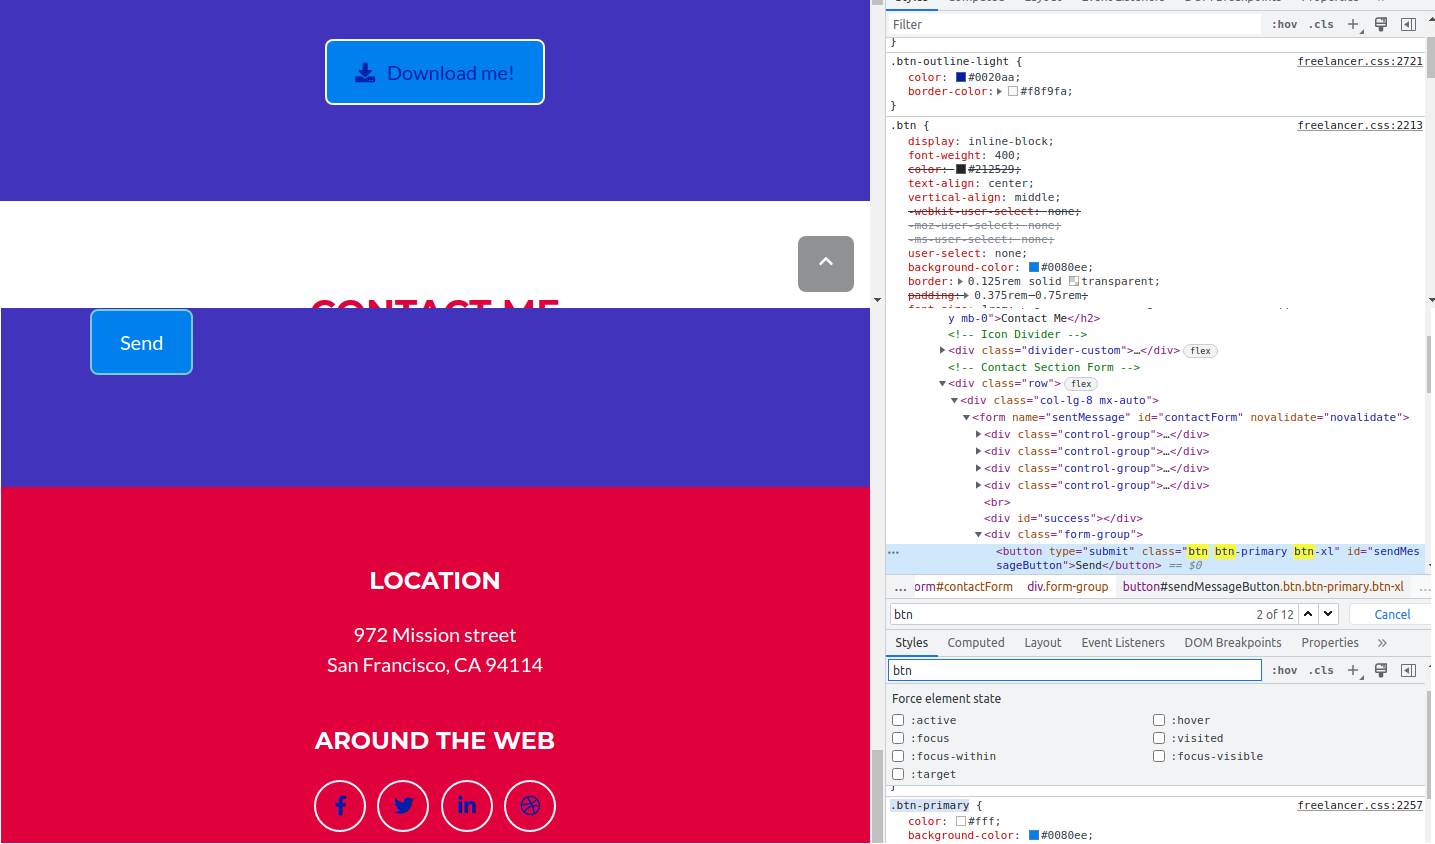 Download me!
CONTACT ME
Send
LOCATION
972 Mission street
San Francisco, CA 94114
AROUND THE WEB
Filter
:hov .cls
}
.btn-outline-light {
freelancer.css:2721
color: #0020aa;
border-color: #f8f9fa;
}
.btn {
freelancer.css:2213
display: inline-block;
font-weight: 400;
color: #212529;
text-align: center;
vertical-align: middle;
-webkit-user-select: none;
-moz-user-select: none;
-ms-user-select: none;
user-select: none;
background-color: #0080ee;
border: 0.125rem solid transparent;
padding: 0.375rem 0.75rem;
y mb-0">Contact Me</h2>
<!-- Icon Divider -->
<div class="divider-custom">…</div> flex
<!-- Contact Section Form -->
<div class="row"> flex
<div class="col-lg-8 mx-auto">
<form name="sentMessage" id="contactForm" novalidate="novalidate">
<div class="control-group">…</div>
<div class="control-group">…</div>
<div class="control-group">…</div>
<div class="control-group">…</div>
<br>
<div id="success"></div>
<div class="form-group">
… <button type="submit" class="btn btn-primary btn-xl" id="sendMes
sageButton">Send</button> == $0
… orm#contactForm div.form-group button#sendMessageButton.btn.btn-primary.btn-xl …
btn 2 of 12 Cancel
Styles Computed Layout Event Listeners DOM Breakpoints Properties »
btn :hov .cls
Force element state
:active :hover
:focus :visited
:focus-within :focus-visible
:target
}
.btn-primary {
freelancer.css:2257
color: #fff;
background-color: #0080ee;